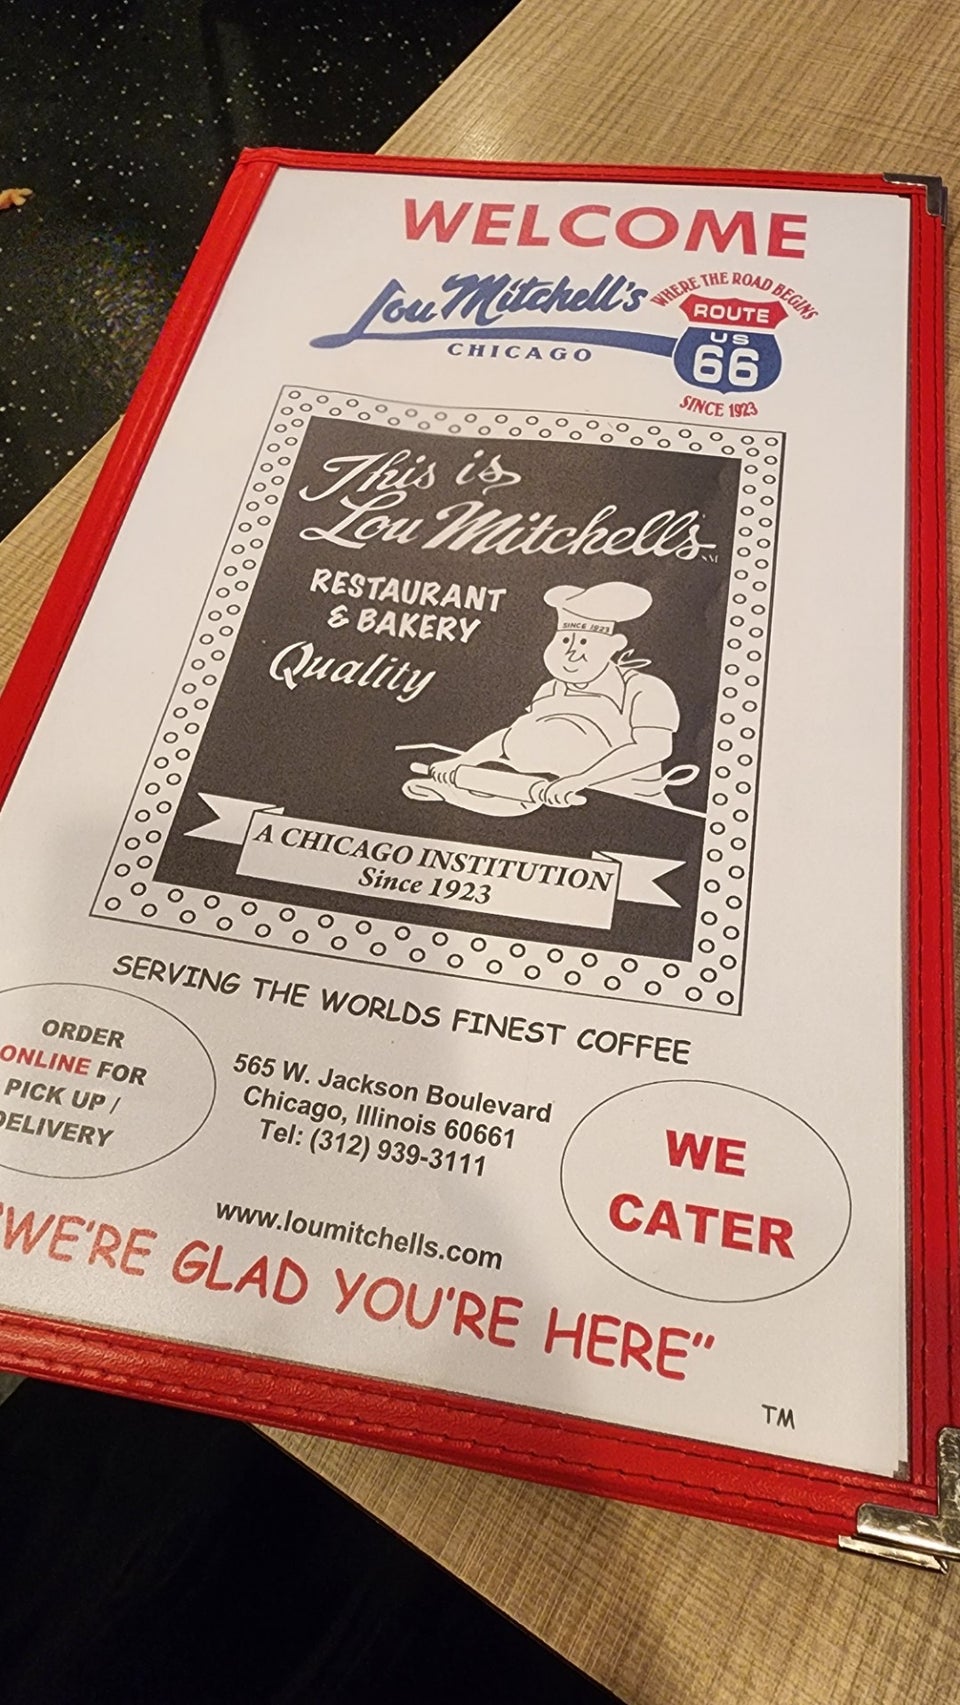 WELCOME
Lou Mitchell's
CHICAGO
WHERE THE ROAD BEGINS
ROUTE
US
66
SINCE 1923
This is
Lou Mitchell's
RESTAURANT
& BAKERY
Quality
SINCE 1923
A CHICAGO INSTITUTION
Since 1923
SERVING THE WORLDS FINEST COFFEE
ORDER
ONLINE FOR
PICK UP /
DELIVERY
565 W. Jackson Boulevard
Chicago, Illinois 60661
Tel: (312) 939-3111
WE
CATER
www.loumitchells.com
"WE'RE GLAD YOU'RE HERE"
TM